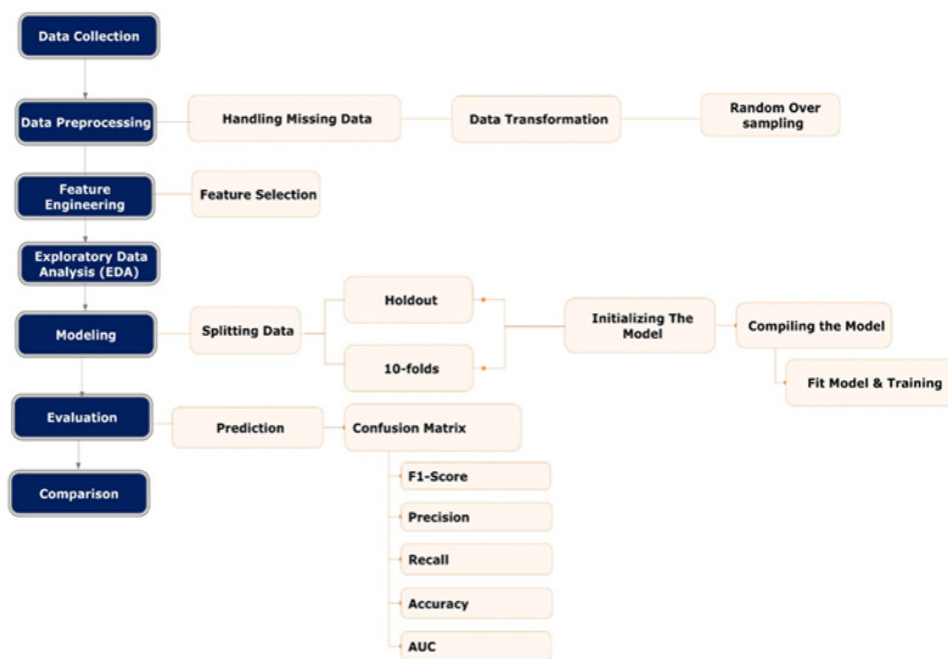 Data Collection
Data Preprocessing
Handling Missing Data
Data Transformation
Random Over
sampling
Feature
Engineering
Feature Selection
Exploratory Data
Analysis (EDA)
Modeling
Splitting Data
Holdout
10-folds
Initializing The
Model
Compiling the Model
Fit Model & Training
Evaluation
Prediction
Confusion Matrix
F1-Score
Precision
Recall
Accuracy
AUC
Comparison